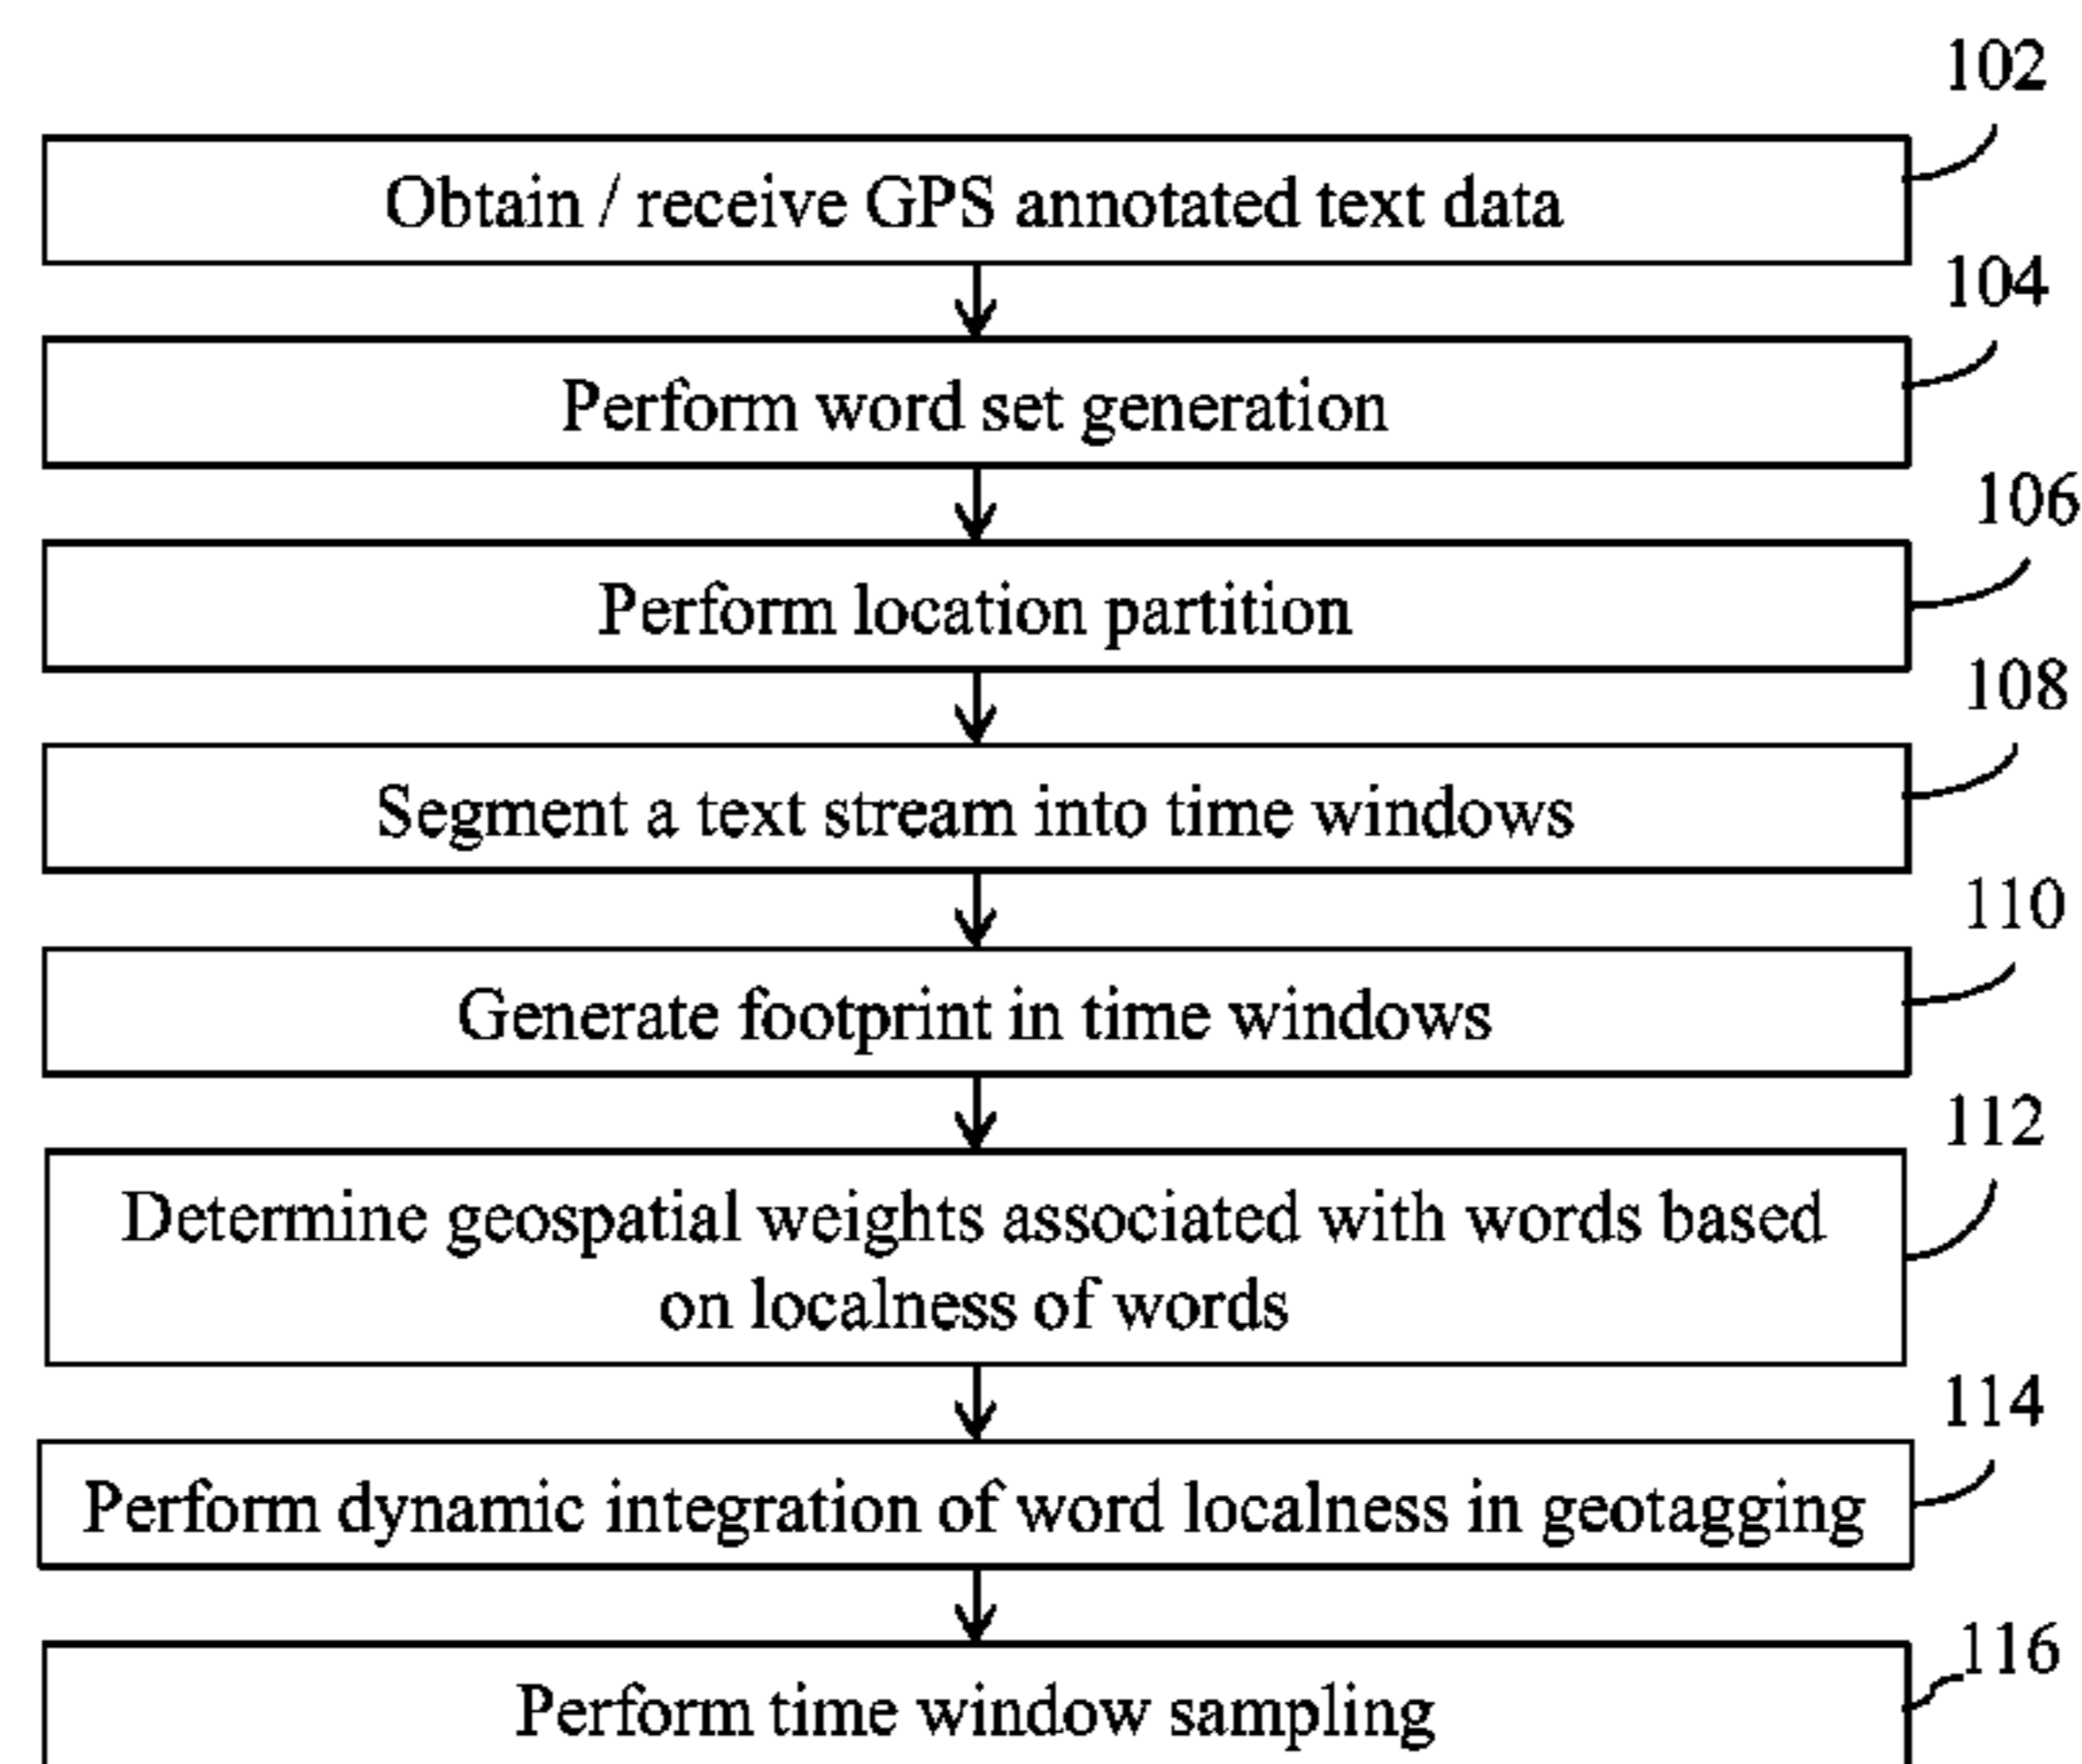 102
Obtain / receive GPS annotated text data
104
Perform word set generation
106
Perform location partition
108
Segment a text stream into time windows
110
Generate footprint in time windows
112
Determine geospatial weights associated with words based
on localness of words
114
Perform dynamic integration of word localness in geotagging
116
Perform time window sampling